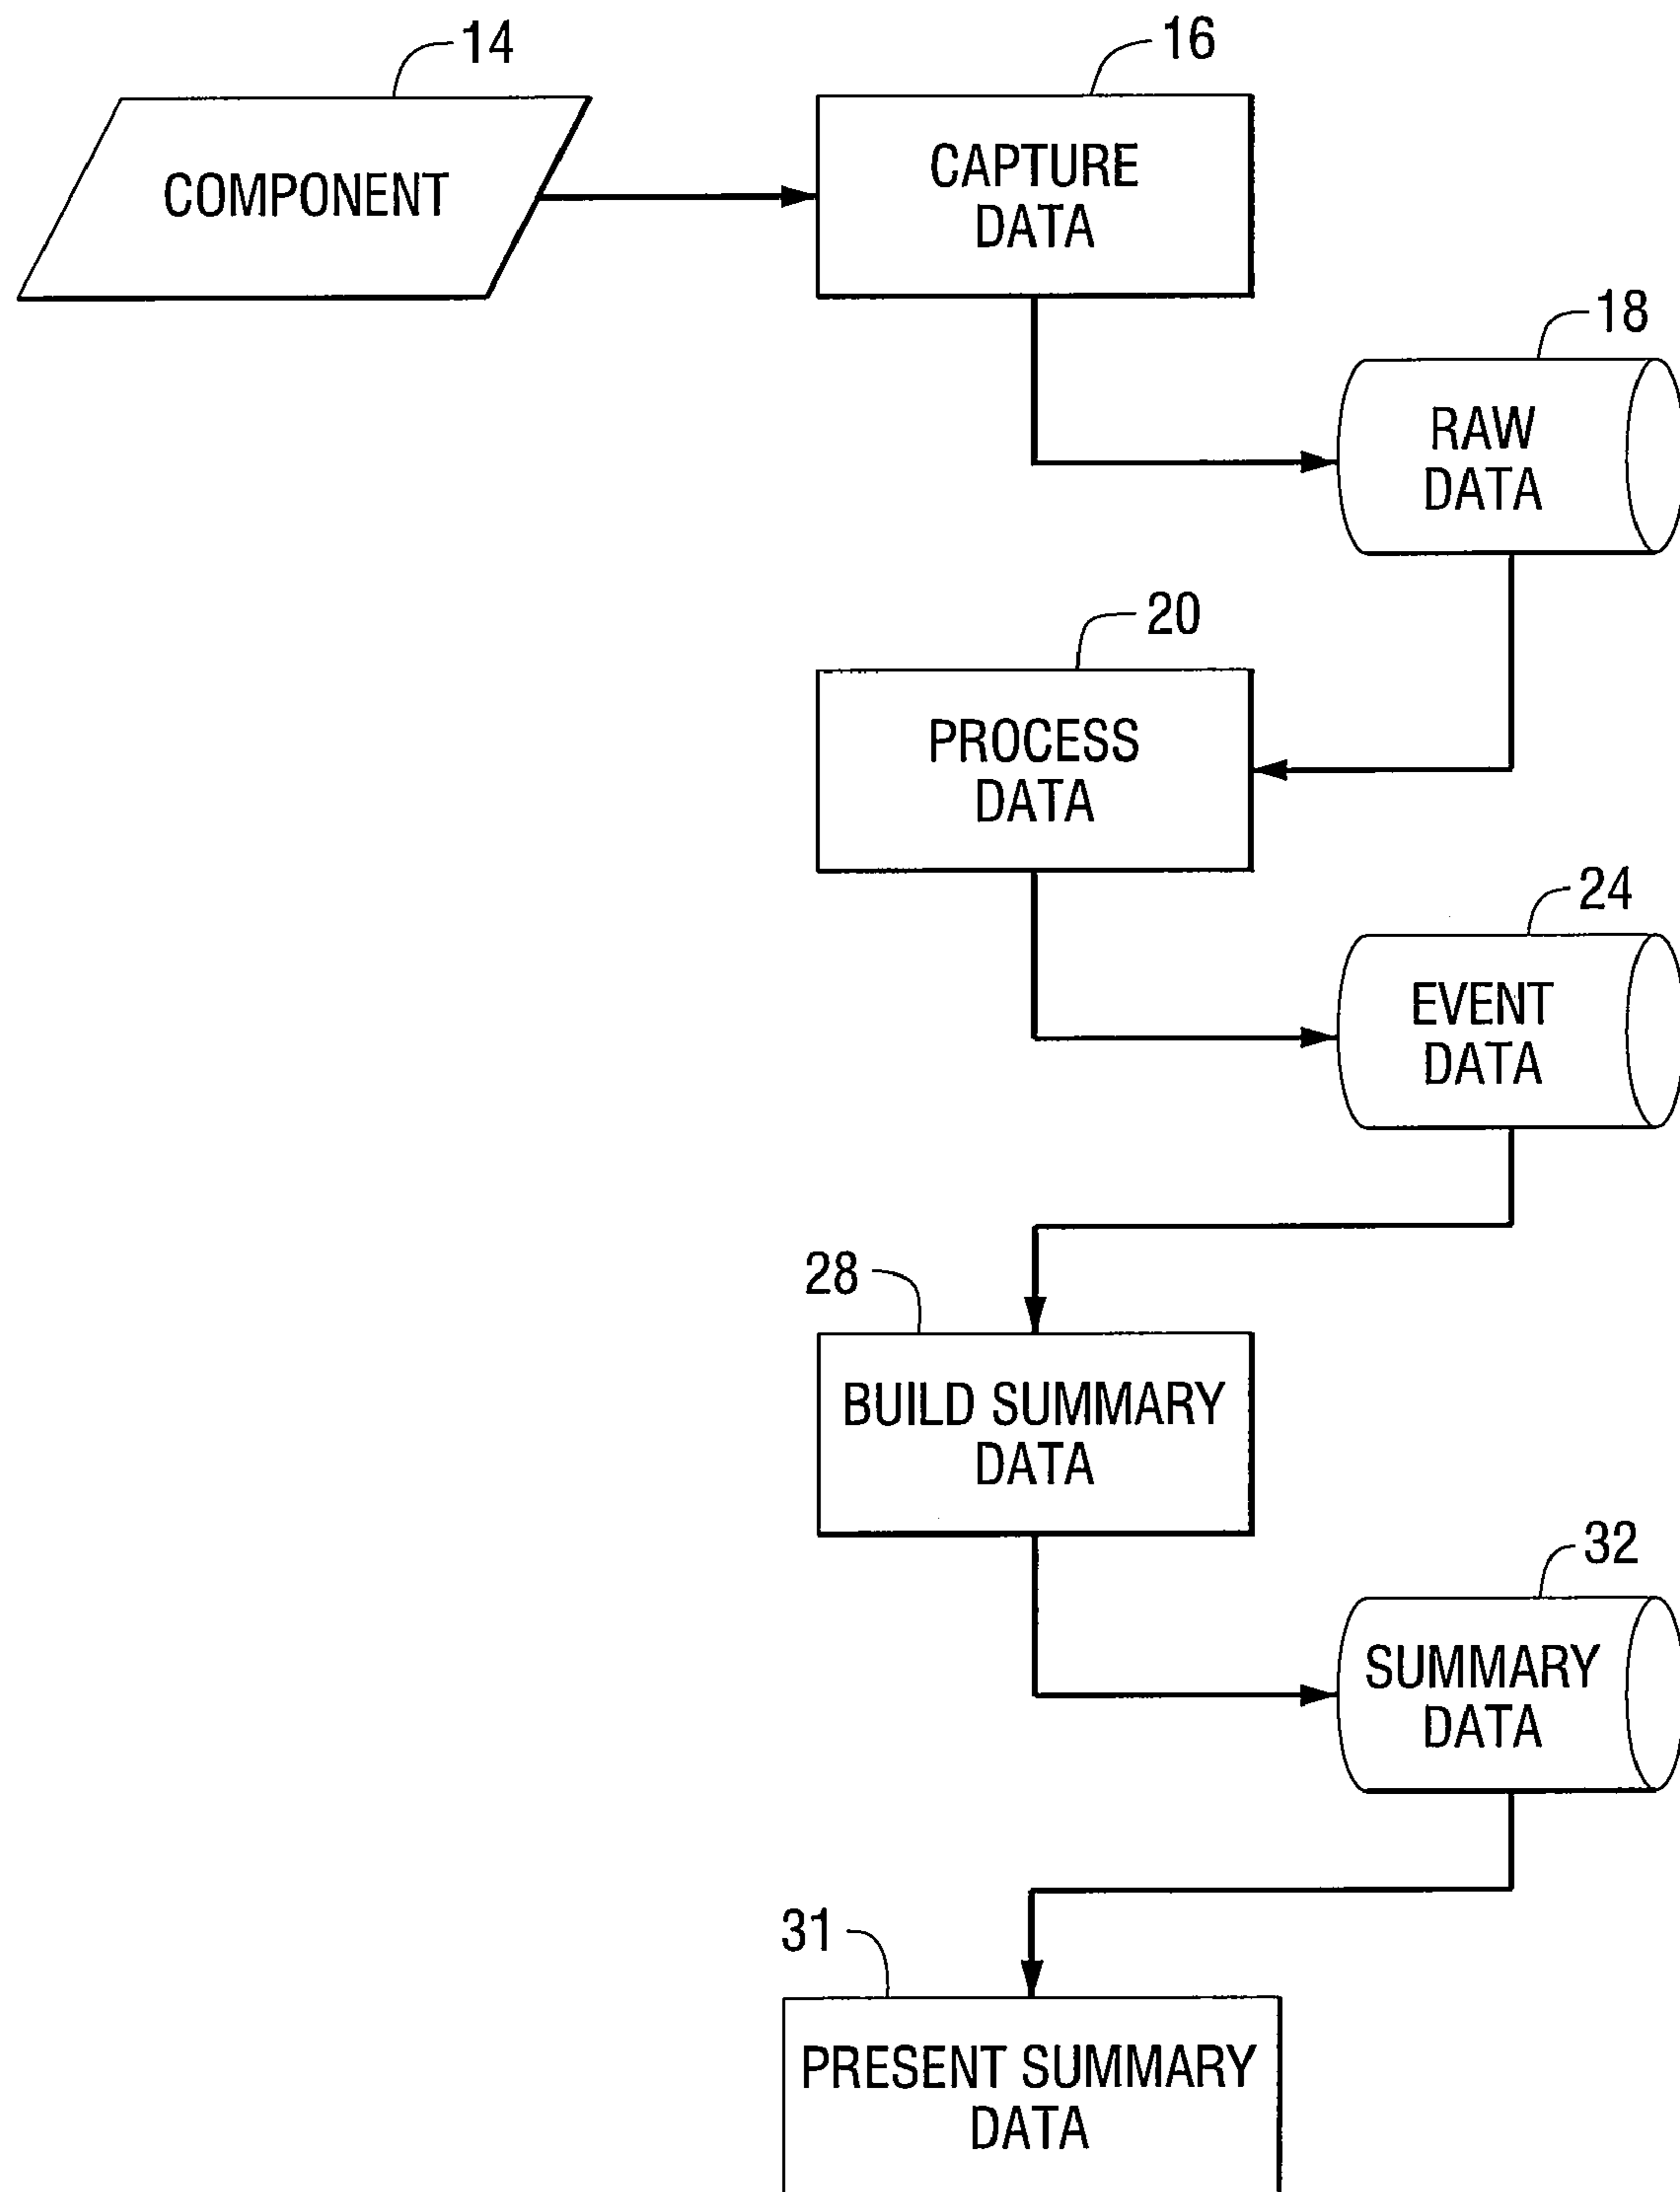 14
COMPONENT
16
CAPTURE
DATA
18
RAW
DATA
20
PROCESS
DATA
24
EVENT
DATA
28
BUILD SUMMARY
DATA
32
SUMMARY
DATA
31
PRESENT SUMMARY
DATA